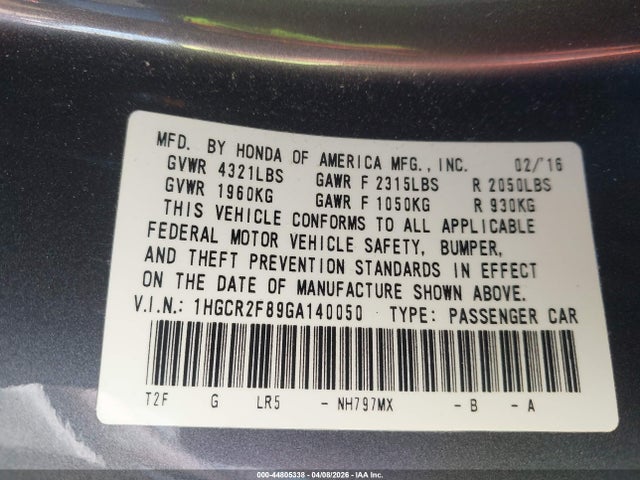 MFD. BY HONDA OF AMERICA MFG., INC. 02/'16
GVWR 4321LBS GAWR F 2315LBS R 2050LBS
GVWR 1960KG GAWR F 1050KG R 930KG
THIS VEHICLE CONFORMS TO ALL APPLICABLE
FEDERAL MOTOR VEHICLE SAFETY, BUMPER,
AND THEFT PREVENTION STANDARDS IN EFFECT
ON THE DATE OF MANUFACTURE SHOWN ABOVE.
V.I.N.: 1HGCR2F89GA140050 TYPE: PASSENGER CAR
T2F G LR5 - NH797MX - B - A
000-44805338 - 04/08/2026 - IAA Inc.